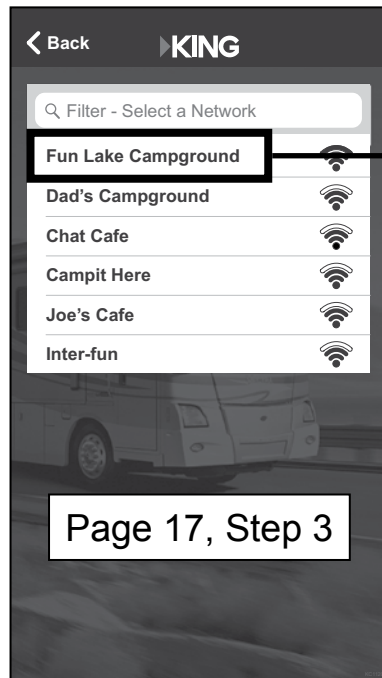 Back
KING
Filter - Select a Network
Fun Lake Campground
Dad's Campground
Chat Cafe
Campit Here
Joe's Cafe
Inter-fun
Page 17, Step 3